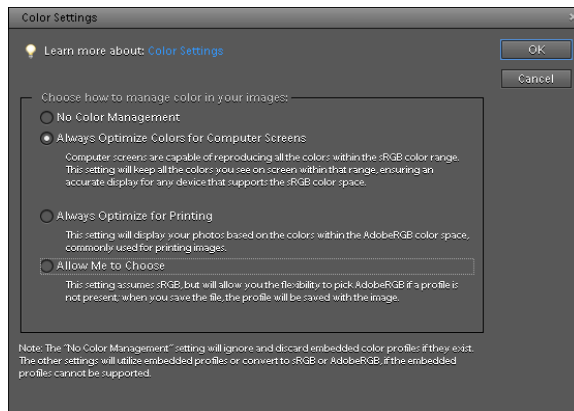 Color Settings
Learn more about: Color Settings
OK
Cancel
Choose how to manage color in your images:
No Color Management
Always Optimize Colors for Computer Screens
Computer screens are capable of reproducing all the colors within the sRGB color range.
This setting will keep all the colors you see on screen within that range, ensuring an
accurate display for any device that supports the sRGB color space.
Always Optimize for Printing
This setting will display your photos based on the colors within the AdobeRGB color space,
commonly used for printing images.
Allow Me to Choose
This setting assumes sRGB, but will allow you the flexibility to pick AdobeRGB if a profile is
not present; when you save the file, the profile will be saved with the image.
Note: The "No Color Management" setting will ignore and discard embedded color profiles if they exist.
The other settings will utilize embedded profiles or convert to sRGB or AdobeRGB, if the embedded
profiles cannot be supported.